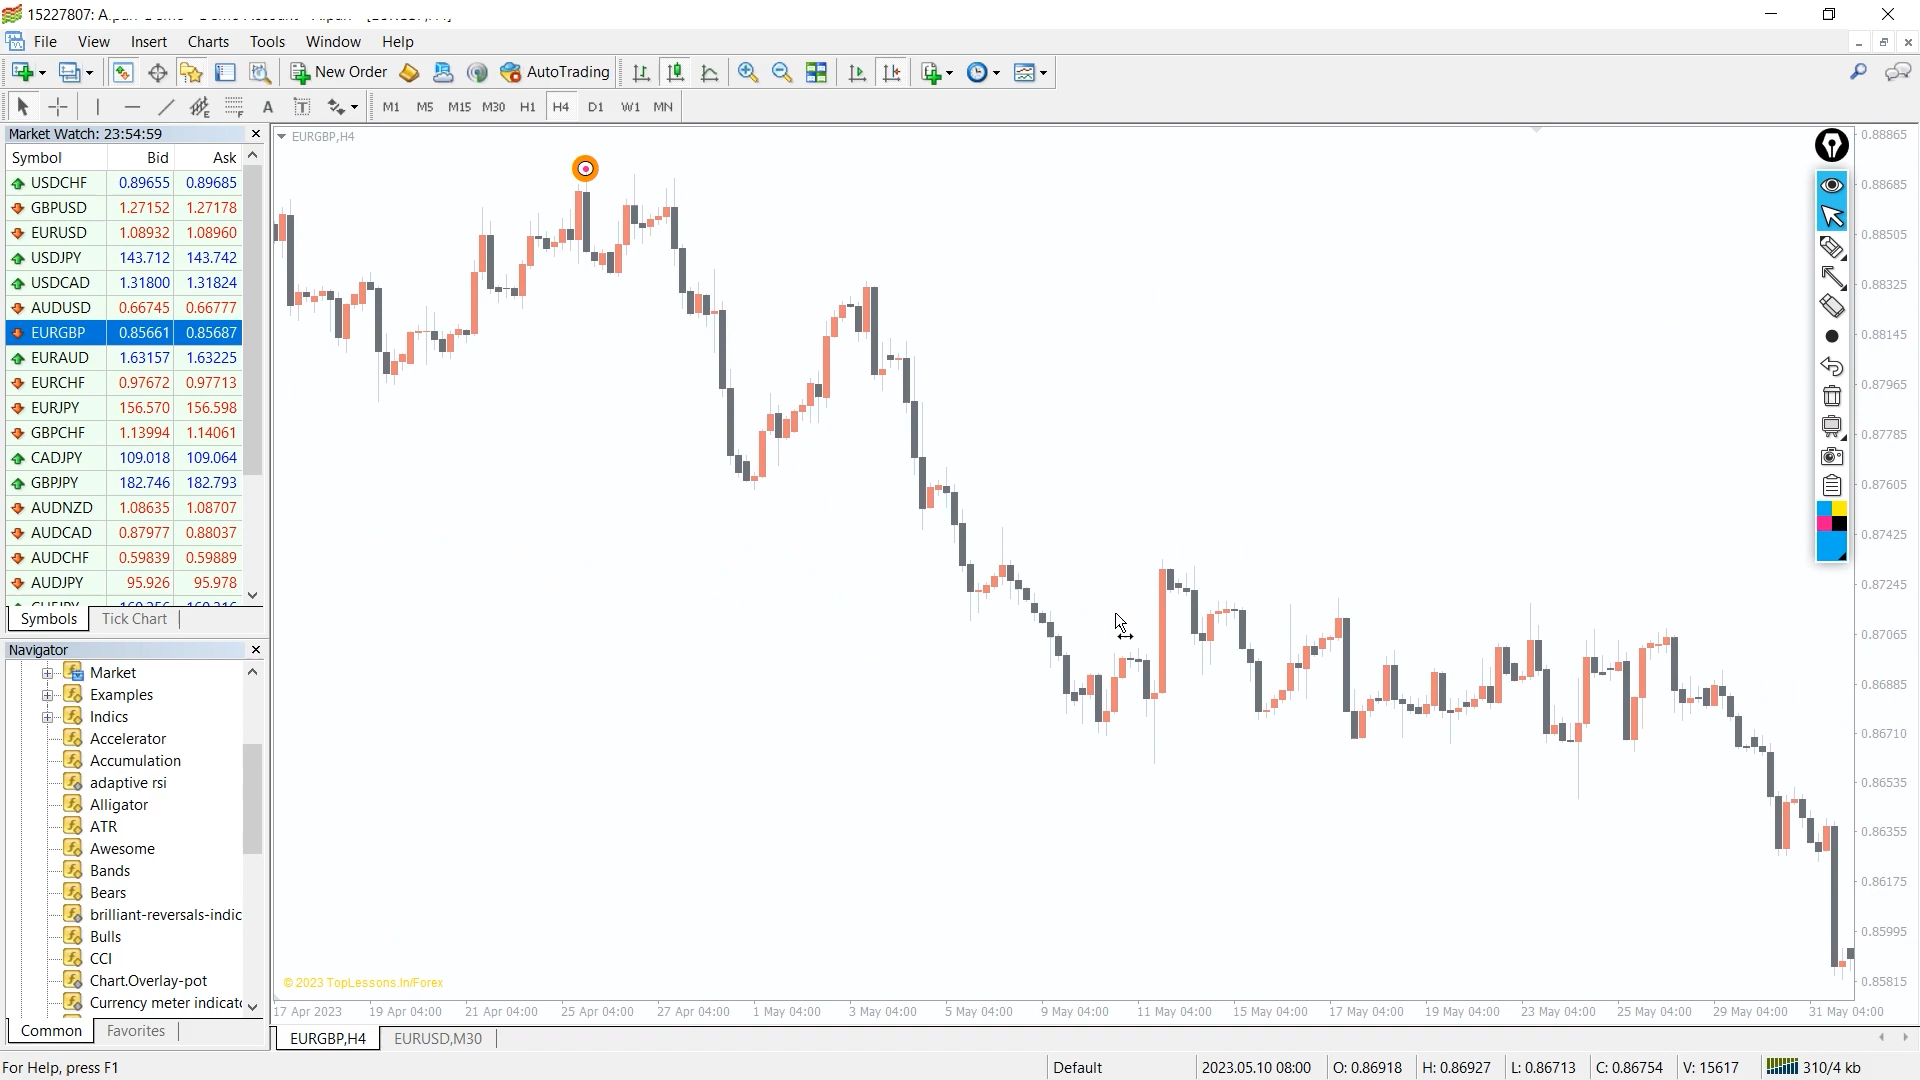 15227807: A
File View Insert Charts Tools Window Help
New Order AutoTrading
A T M1 M5 M15 M30 H1 H4 D1 W1 MN
Market Watch: 23:54:59
Symbol Bid Ask
USDCHF 0.89655 0.89685
GBPUSD 1.27152 1.27178
EURUSD 1.08932 1.08960
USDJPY 143.712 143.742
USDCAD 1.31800 1.31824
AUDUSD 0.66745 0.66777
EURGBP 0.85661 0.85687
EURAUD 1.63157 1.63225
EURCHF 0.97672 0.97713
EURJPY 156.570 156.598
GBPCHF 1.13994 1.14061
CADJPY 109.018 109.064
GBPJPY 182.746 182.793
AUDNZD 1.08635 1.08707
AUDCAD 0.87977 0.88037
AUDCHF 0.59839 0.59889
AUDJPY 95.926 95.978
Symbols Tick Chart
Navigator
Market
Examples
Indics
Accelerator
Accumulation
adaptive rsi
Alligator
ATR
Awesome
Bands
Bears
brilliant-reversals-indic
Bulls
CCI
Chart.Overlay-pot
Currency meter indicat
Common Favorites
EURGBP,H4
0.88865
0.88685
0.88505
0.88325
0.88145
0.87965
0.87785
0.87605
0.87425
0.87245
0.87065
0.86885
0.86710
0.86535
0.86355
0.86175
0.85995
0.85815
© 2023 TopLessons.In/Forex
17 Apr 2023 19 Apr 04:00 21 Apr 04:00 25 Apr 04:00 27 Apr 04:00 1 May 04:00 3 May 04:00 5 May 04:00 9 May 04:00 11 May 04:00 15 May 04:00 17 May 04:00 19 May 04:00 23 May 04:00 25 May 04:00 29 May 04:00 31 May 04:00
EURGBP,H4 EURUSD,M30
For Help, press F1 Default 2023.05.10 08:00 O: 0.86918 H: 0.86927 L: 0.86713 C: 0.86754 V: 15617 310/4 kb